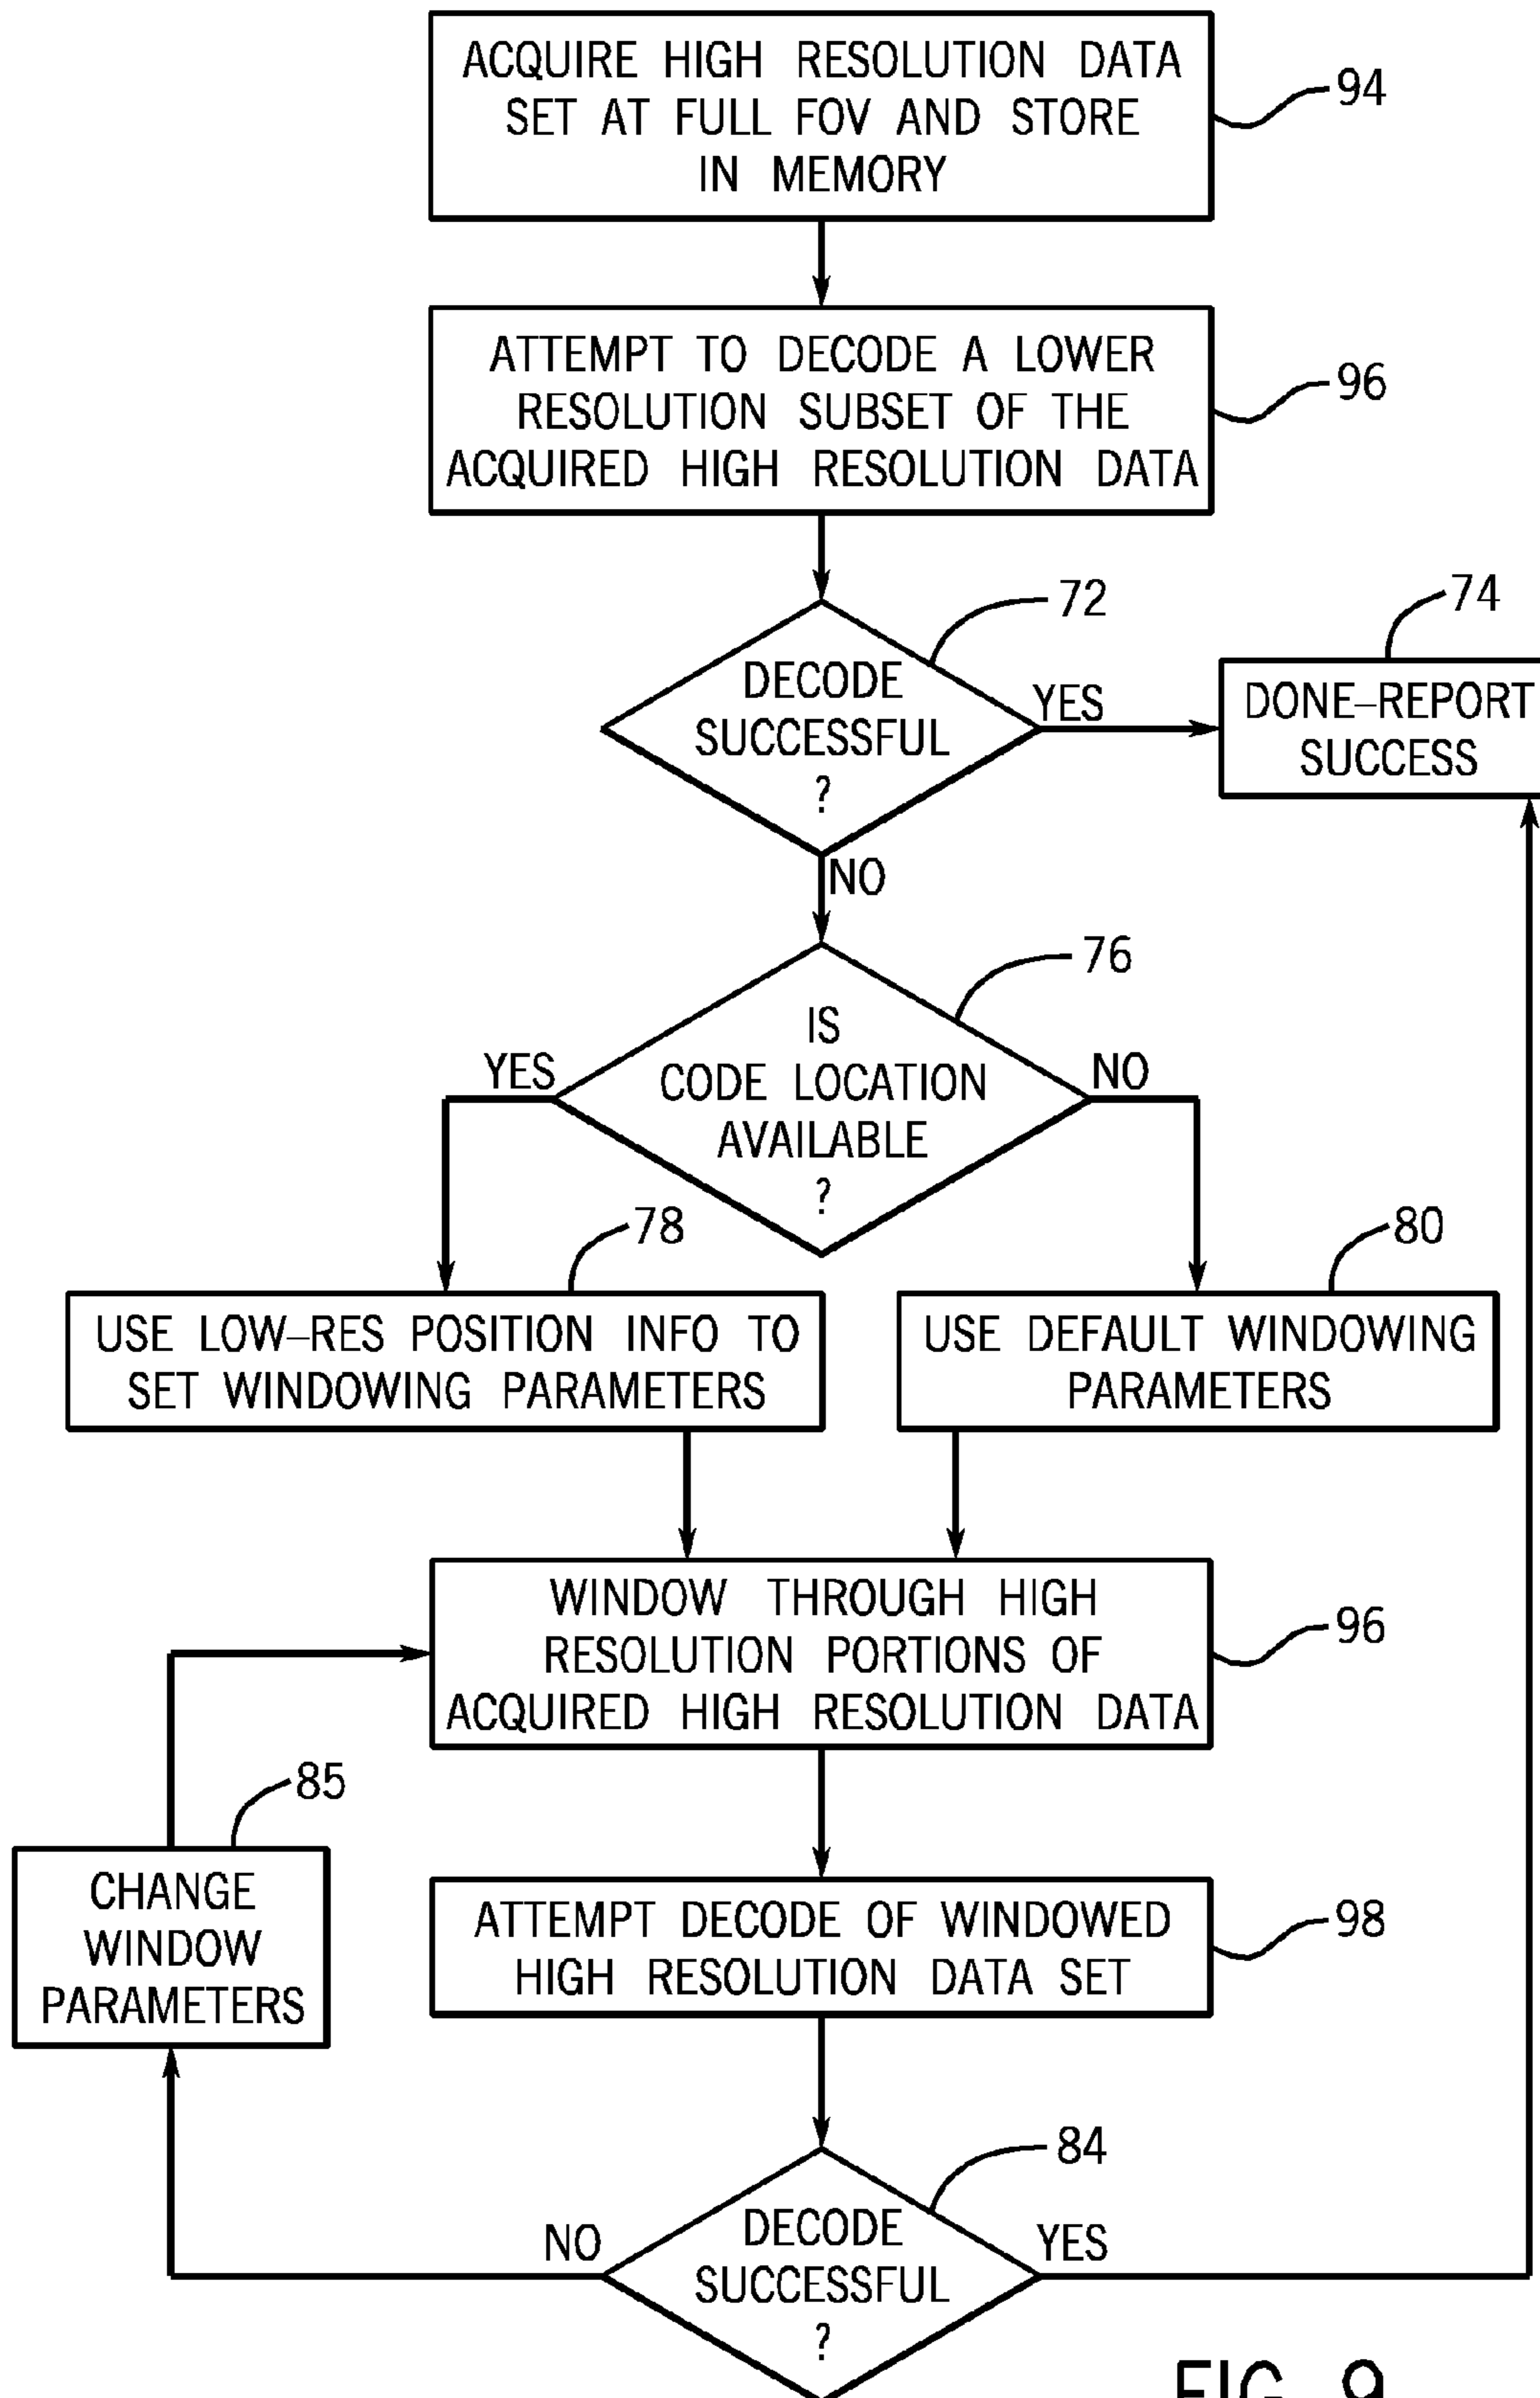 ACQUIRE HIGH RESOLUTION DATA
SET AT FULL FOV AND STORE
IN MEMORY
94
ATTEMPT TO DECODE A LOWER
RESOLUTION SUBSET OF THE
ACQUIRED HIGH RESOLUTION DATA
96
72
DECODE
SUCCESSFUL
?
YES
74
DONE–REPORT
SUCCESS
NO
76
IS
CODE LOCATION
AVAILABLE
?
YES
NO
78
USE LOW–RES POSITION INFO TO
SET WINDOWING PARAMETERS
80
USE DEFAULT WINDOWING
PARAMETERS
WINDOW THROUGH HIGH
RESOLUTION PORTIONS OF
ACQUIRED HIGH RESOLUTION DATA
96
85
CHANGE
WINDOW
PARAMETERS
ATTEMPT DECODE OF WINDOWED
HIGH RESOLUTION DATA SET
98
84
DECODE
SUCCESSFUL
?
NO
YES
FIG. 9